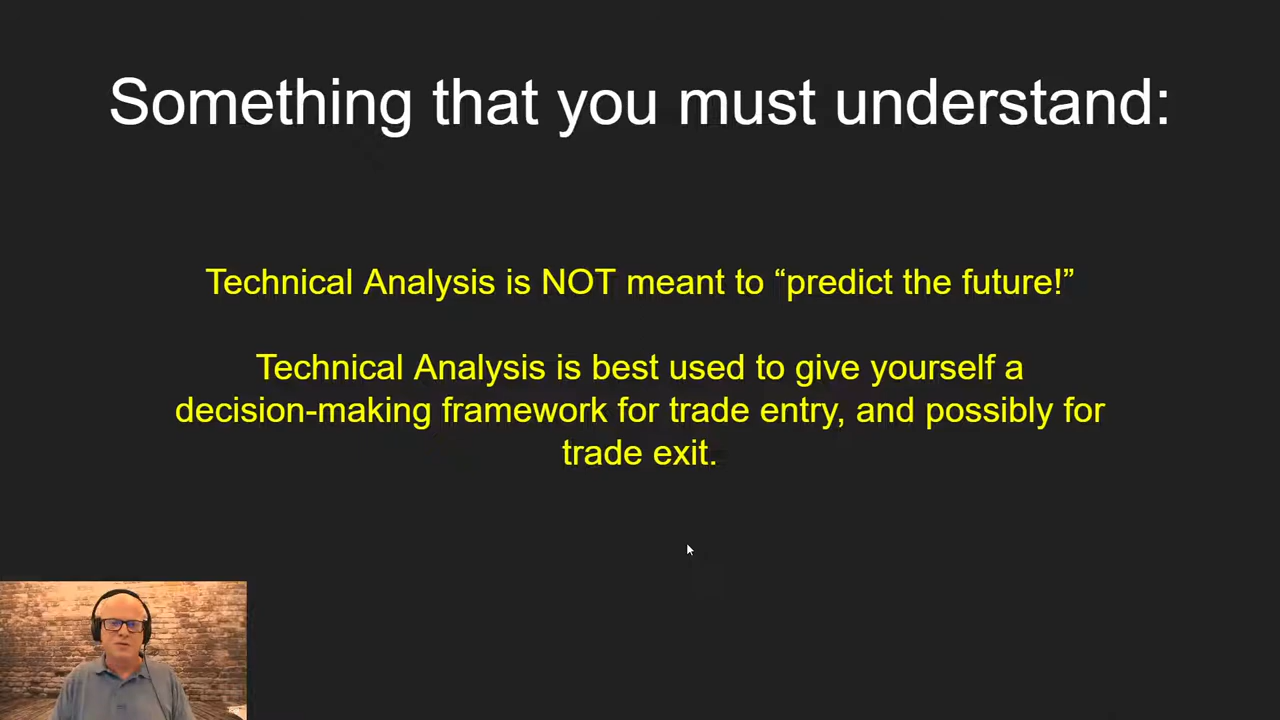 Something that you must understand:
Technical Analysis is NOT meant to “predict the future!”
Technical Analysis is best used to give yourself a
decision-making framework for trade entry, and possibly for
trade exit.